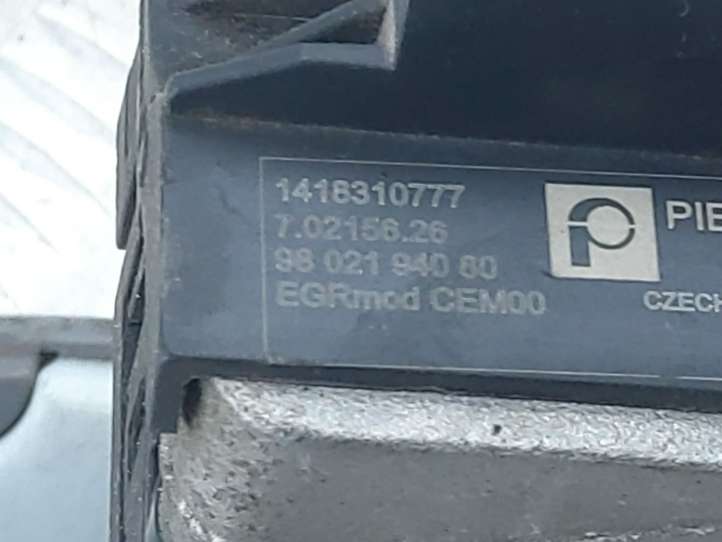 1418310777
7.02156.26
98 021 940 80
EGRmod CEM00
PIE
CZECH